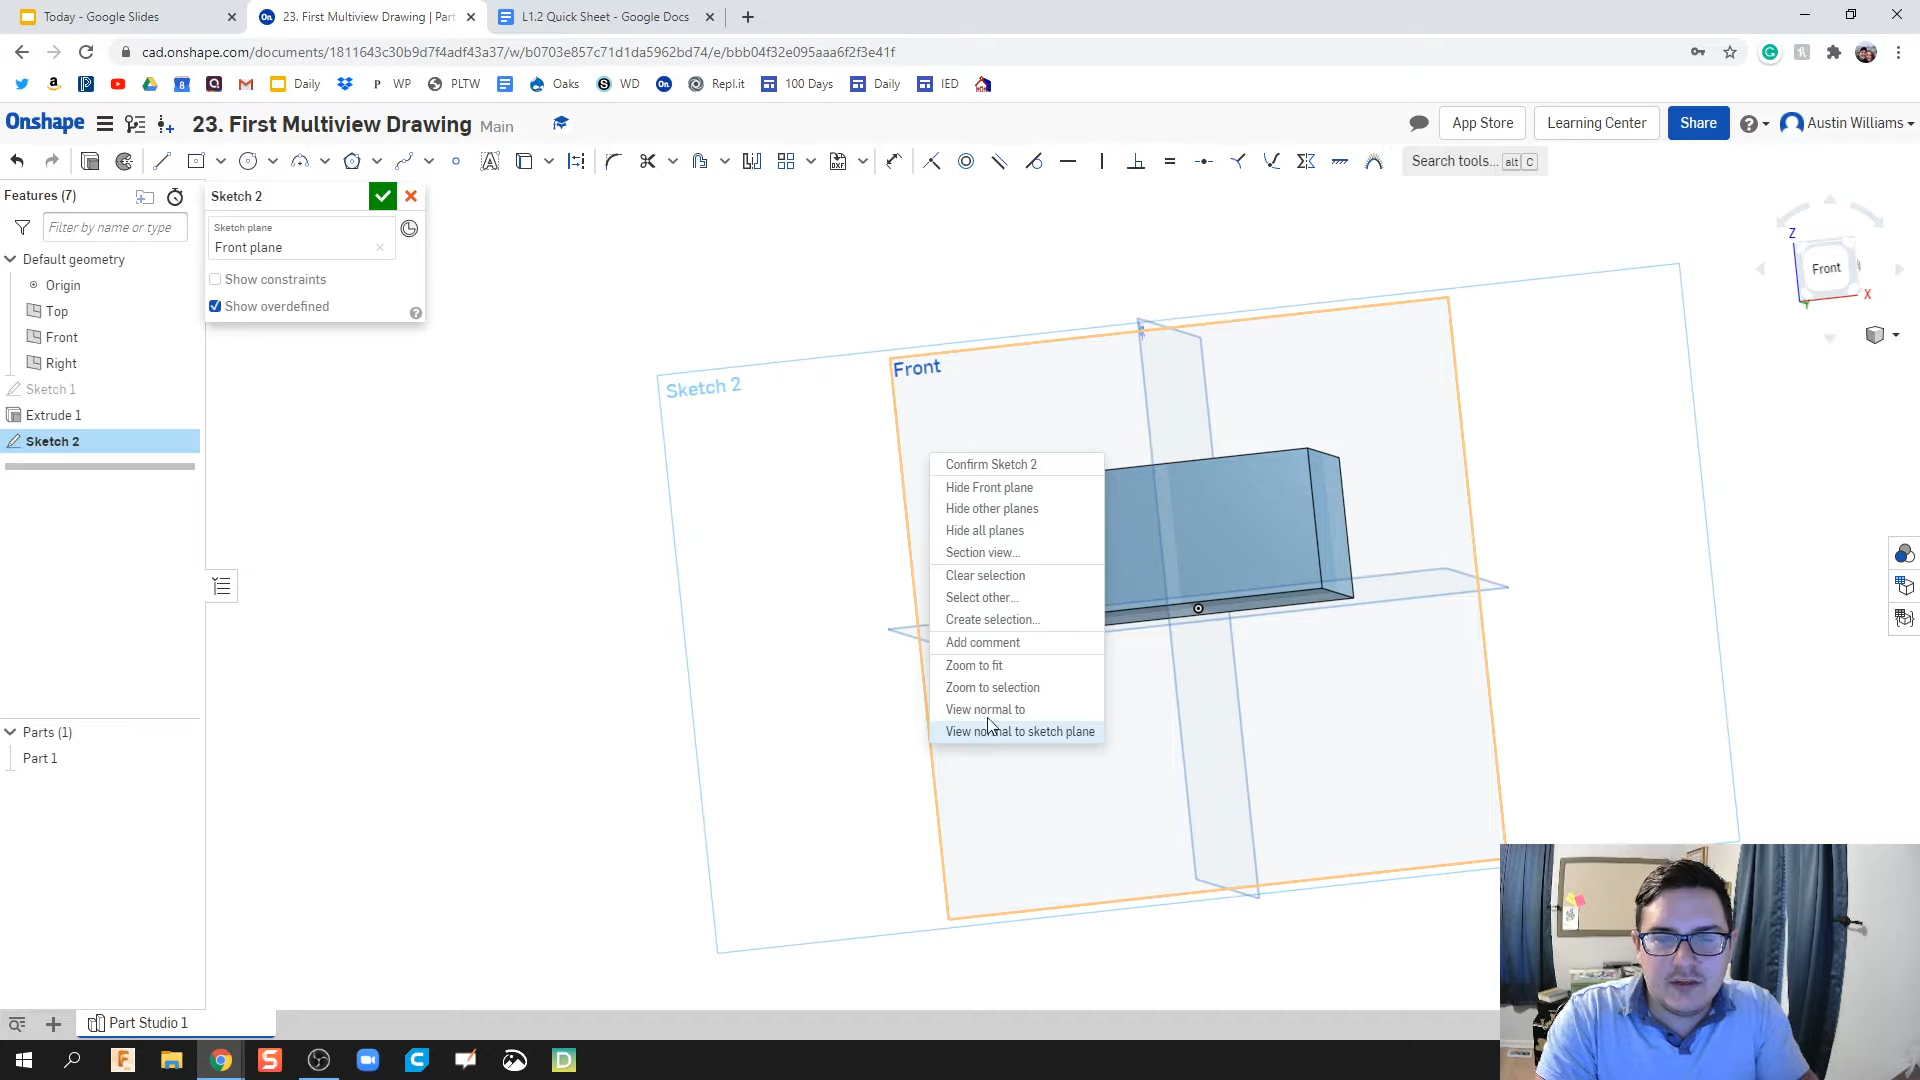 Today - Google Slides
23. First Multiview Drawing | Part
L1.2 Quick Sheet - Google Docs
cad.onshape.com/documents/1811643c30b9d7f4adf43a37/w/b0703e857c71d1da5962bd74/e/bbb04f32e095aaa6f2f3e41f
Daily
WP
PLTW
Oaks
WD
Repl.it
100 Days
Daily
IED
Onshape
23. First Multiview Drawing Main
App Store
Learning Center
Share
Austin Williams
Search tools... alt C
Features (7)
Filter by name or type
Default geometry
Origin
Top
Front
Right
Sketch 1
Extrude 1
Sketch 2
Sketch 2
Sketch plane
Front plane
Show constraints
Show overdefined
Sketch 2
Front
Z
Front
X
Y
Confirm Sketch 2
Hide Front plane
Hide other planes
Hide all planes
Section view...
Clear selection
Select other...
Create selection...
Add comment
Zoom to fit
Zoom to selection
View normal to
View normal to sketch plane
Parts (1)
Part 1
Part Studio 1